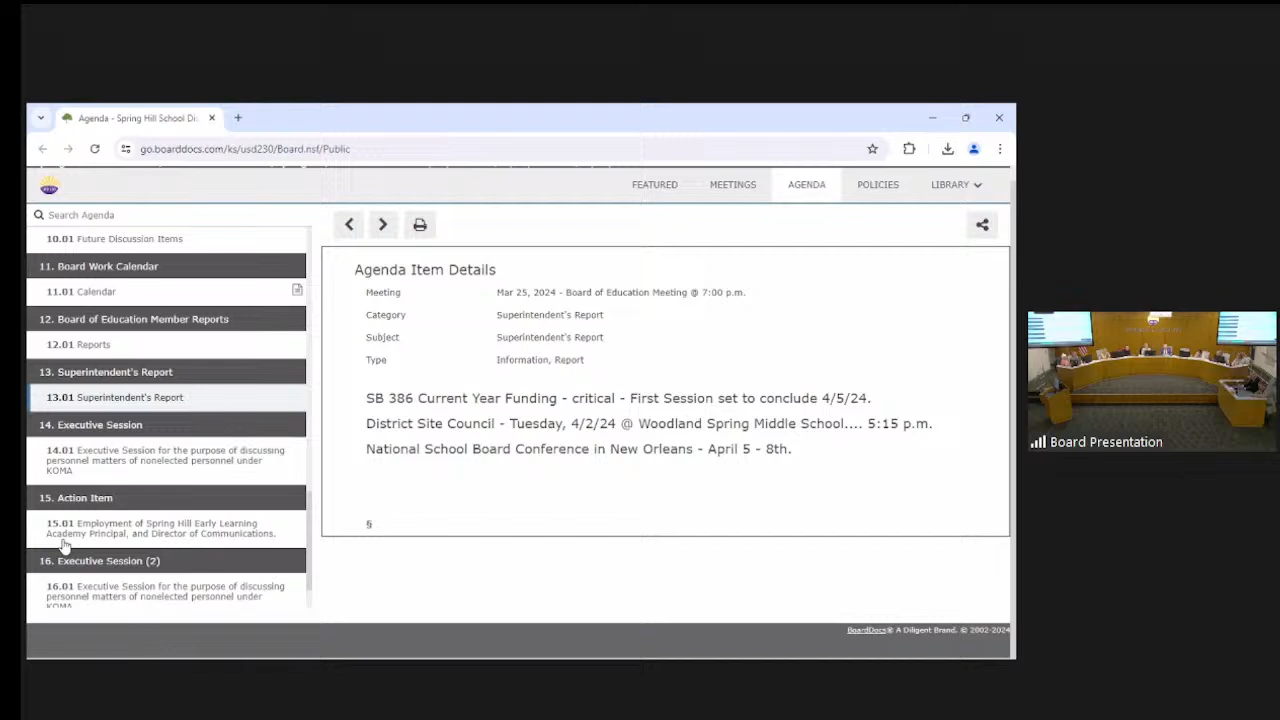 Agenda - Spring Hill School Di
go.boarddocs.com/ks/usd230/Board.nsf/Public
FEATURED MEETINGS AGENDA POLICIES LIBRARY
Search Agenda
10.01 Future Discussion Items
11. Board Work Calendar
11.01 Calendar
12. Board of Education Member Reports
12.01 Reports
13. Superintendent's Report
13.01 Superintendent's Report
14. Executive Session
14.01 Executive Session for the purpose of discussing
personnel matters of nonelected personnel under
KOMA
15. Action Item
15.01 Employment of Spring Hill Early Learning
Academy Principal, and Director of Communications.
16. Executive Session (2)
16.01 Executive Session for the purpose of discussing
personnel matters of nonelected personnel under
KOMA
Agenda Item Details
Meeting Mar 25, 2024 - Board of Education Meeting @ 7:00 p.m.
Category Superintendent's Report
Subject Superintendent's Report
Type Information, Report
SB 386 Current Year Funding - critical - First Session set to conclude 4/5/24.
District Site Council - Tuesday, 4/2/24 @ Woodland Spring Middle School.... 5:15 p.m.
National School Board Conference in New Orleans - April 5 - 8th.
§
BoardDocs® A Diligent Brand. © 2002-2024
Board Presentation